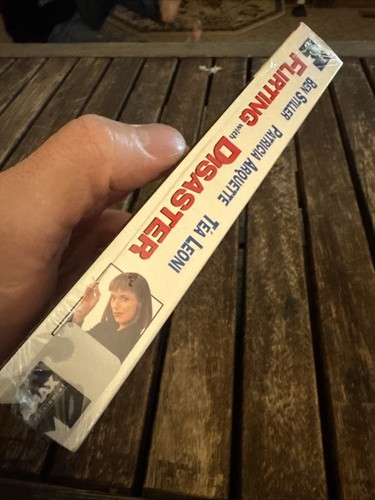 FLIRTING with DISASTER
BEN STILLER PATRICIA ARQUETTE TÉA LEONI